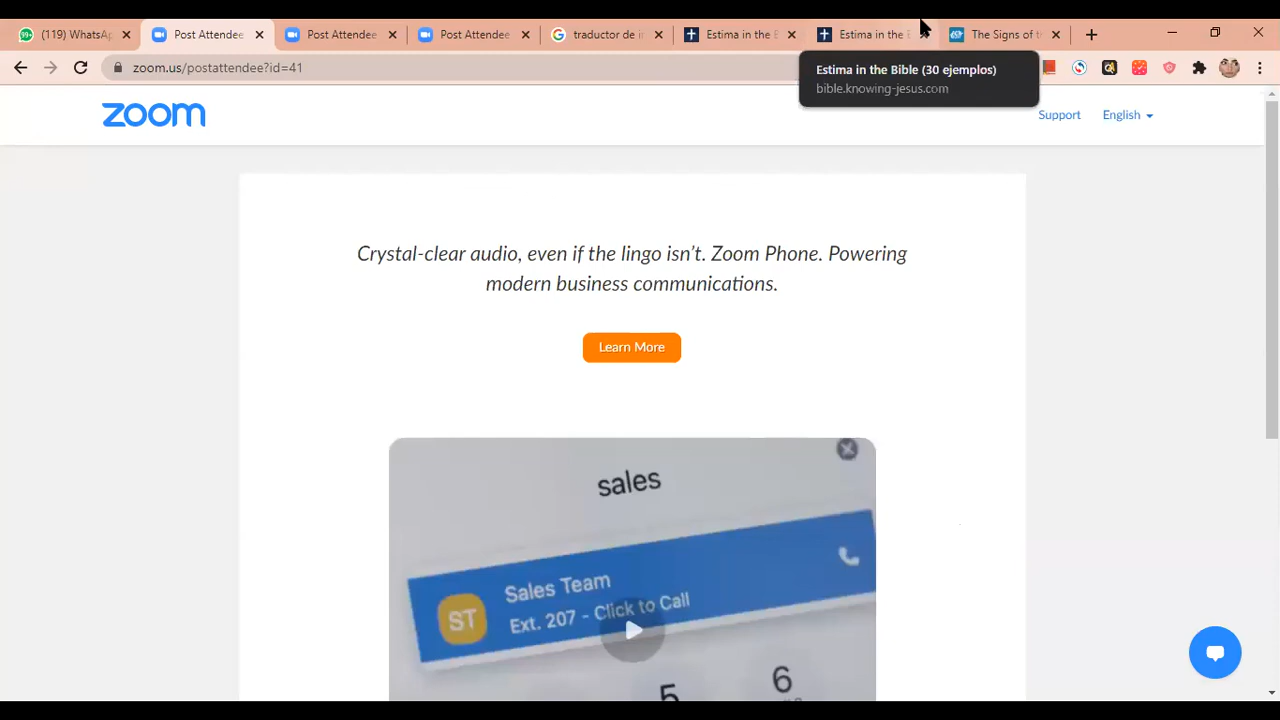 99+
(119) WhatsAp
Post Attendee
Post Attendee
Post Attendee
traductor de i
Estima in the E
Estima in the
The Signs of t
zoom.us/postattendee?id=41
Estima in the Bible (30 ejemplos)
bible.knowing-jesus.com
zoom
Support
English
Crystal-clear audio, even if the lingo isn't. Zoom Phone. Powering
modern business communications.
Learn More
sales
ST
Sales Team
Ext. 207 - Click to Call
5
6